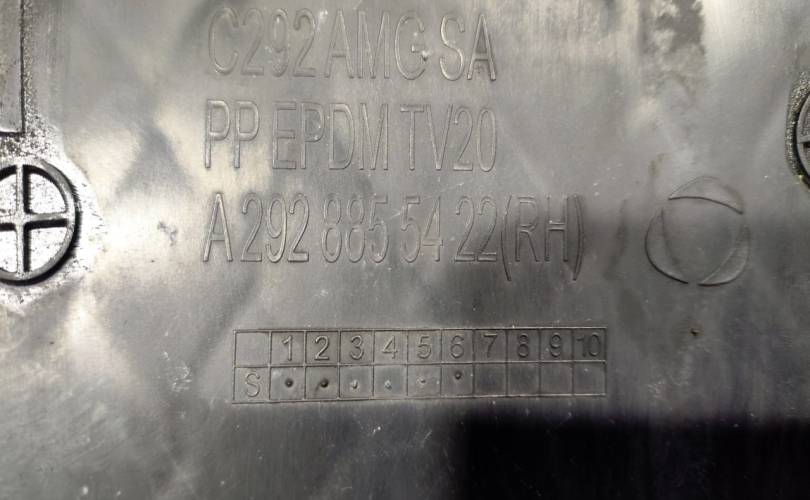 C292 AMG SA
PP EPDM TV20
A 292 885 54 22 (RH)
1 2 3 4 5 6 7 8 9 10
S